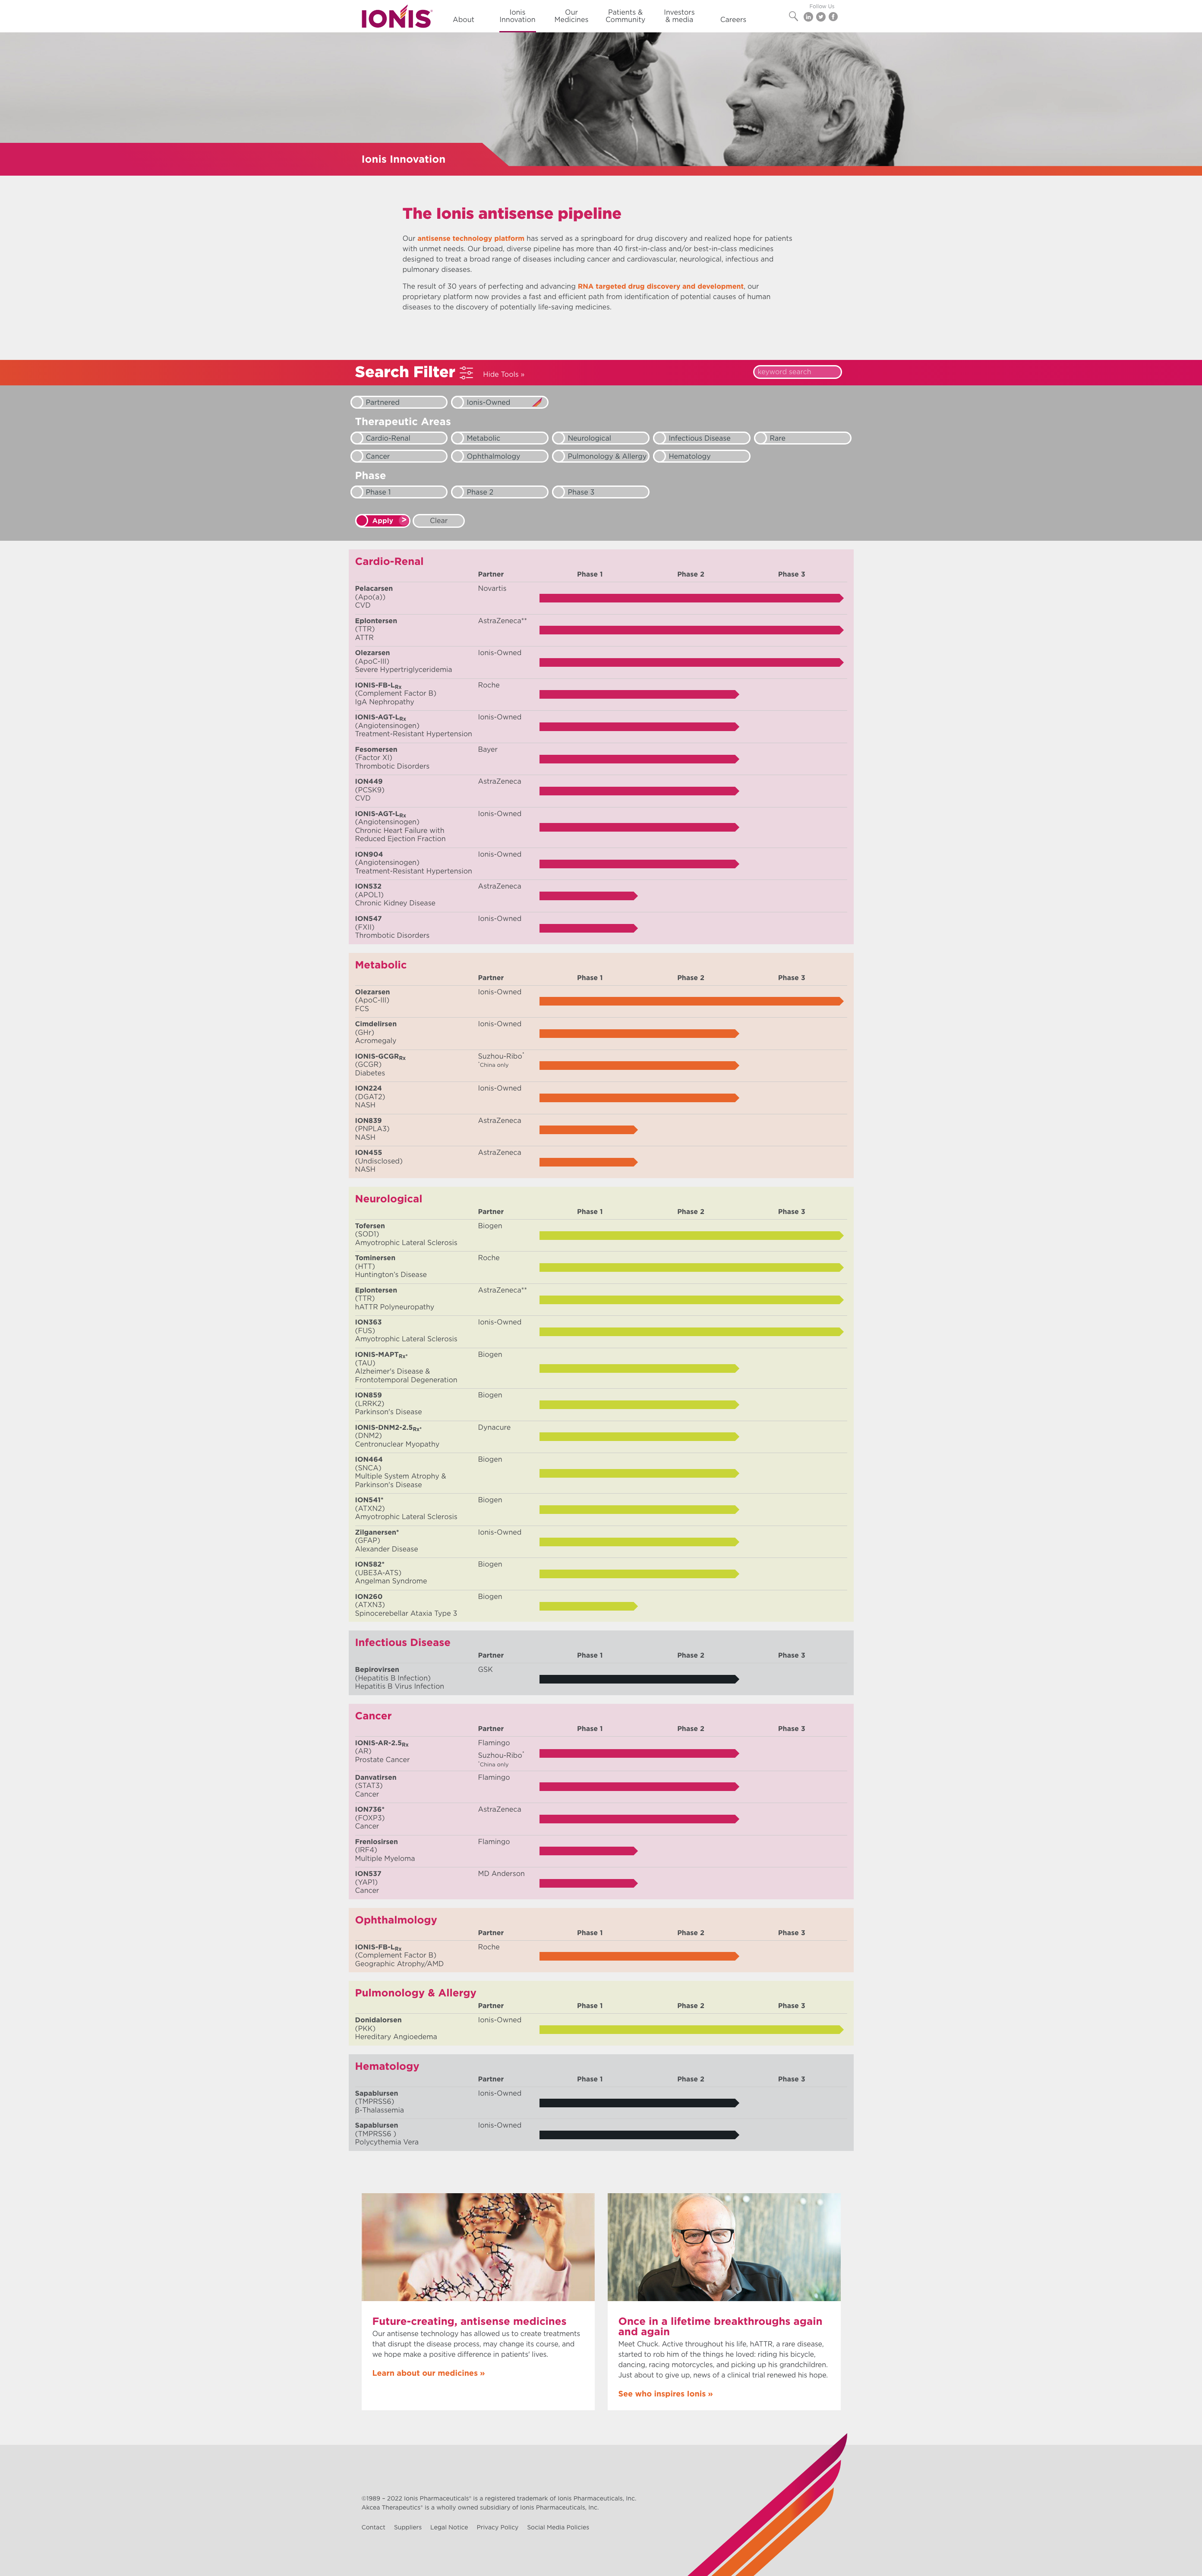 IONIS
About
Ionis
Innovation
Our
Medicines
Patients &
Community
Investors
& media
Careers
Follow Us
Ionis Innovation
The Ionis antisense pipeline
Our antisense technology platform has served as a springboard for drug discovery and realized hope for patients
with unmet needs. Our broad, diverse pipeline has more than 40 first-in-class and/or best-in-class medicines
designed to treat a broad range of diseases including cancer and cardiovascular, neurological, infectious and
pulmonary diseases.
The result of 30 years of perfecting and advancing RNA targeted drug discovery and development, our
proprietary platform now provides a fast and efficient path from identification of potential causes of human
diseases to the discovery of potentially life-saving medicines.
Search Filter Hide Tools » keyword search
Partnered Ionis-Owned
Therapeutic Areas
Cardio-Renal Metabolic Neurological Infectious Disease Rare
Cancer Ophthalmology Pulmonology & Allergy Hematology
Phase
Phase 1 Phase 2 Phase 3
Apply > Clear
Cardio-Renal
Partner Phase 1 Phase 2 Phase 3
Pelacarsen Novartis
(Apo(a))
CVD
Eplontersen AstraZeneca**
(TTR)
ATTR
Olezarsen Ionis-Owned
(ApoC-III)
Severe Hypertriglyceridemia
IONIS-FB-LRx Roche
(Complement Factor B)
IgA Nephropathy
IONIS-AGT-LRx Ionis-Owned
(Angiotensinogen)
Treatment-Resistant Hypertension
Fesomersen Bayer
(Factor XI)
Thrombotic Disorders
ION449 AstraZeneca
(PCSK9)
CVD
IONIS-AGT-LRx Ionis-Owned
(Angiotensinogen)
Chronic Heart Failure with
Reduced Ejection Fraction
ION904 Ionis-Owned
(Angiotensinogen)
Treatment-Resistant Hypertension
ION532 AstraZeneca
(APOL1)
Chronic Kidney Disease
ION547 Ionis-Owned
(FXII)
Thrombotic Disorders
Metabolic
Partner Phase 1 Phase 2 Phase 3
Olezarsen Ionis-Owned
(ApoC-III)
FCS
Cimdelirsen Ionis-Owned
(GHr)
Acromegaly
IONIS-GCGRRx Suzhou-Ribo^
(GCGR) ^China only
Diabetes
ION224 Ionis-Owned
(DGAT2)
NASH
ION839 AstraZeneca
(PNPLA3)
NASH
ION455 AstraZeneca
(Undisclosed)
NASH
Neurological
Partner Phase 1 Phase 2 Phase 3
Tofersen Biogen
(SOD1)
Amyotrophic Lateral Sclerosis
Tominersen Roche
(HTT)
Huntington's Disease
Eplontersen AstraZeneca**
(TTR)
hATTR Polyneuropathy
ION363 Ionis-Owned
(FUS)
Amyotrophic Lateral Sclerosis
IONIS-MAPTRx* Biogen
(TAU)
Alzheimer's Disease &
Frontotemporal Degeneration
ION859 Biogen
(LRRK2)
Parkinson's Disease
IONIS-DNM2-2.5Rx* Dynacure
(DNM2)
Centronuclear Myopathy
ION464 Biogen
(SNCA)
Multiple System Atrophy &
Parkinson's Disease
ION541* Biogen
(ATXN2)
Amyotrophic Lateral Sclerosis
Zilganersen* Ionis-Owned
(GFAP)
Alexander Disease
ION582* Biogen
(UBE3A-ATS)
Angelman Syndrome
ION260 Biogen
(ATXN3)
Spinocerebellar Ataxia Type 3
Infectious Disease
Partner Phase 1 Phase 2 Phase 3
Bepirovirsen GSK
(Hepatitis B Infection)
Hepatitis B Virus Infection
Cancer
Partner Phase 1 Phase 2 Phase 3
IONIS-AR-2.5Rx Flamingo
(AR) Suzhou-Ribo^
Prostate Cancer ^China only
Danvatirsen Flamingo
(STAT3)
Cancer
ION736* AstraZeneca
(FOXP3)
Cancer
Frenlosirsen Flamingo
(IRF4)
Multiple Myeloma
ION537 MD Anderson
(YAP1)
Cancer
Ophthalmology
Partner Phase 1 Phase 2 Phase 3
IONIS-FB-LRx Roche
(Complement Factor B)
Geographic Atrophy/AMD
Pulmonology & Allergy
Partner Phase 1 Phase 2 Phase 3
Donidalorsen Ionis-Owned
(PKK)
Hereditary Angioedema
Hematology
Partner Phase 1 Phase 2 Phase 3
Sapablursen Ionis-Owned
(TMPRSS6)
β-Thalassemia
Sapablursen Ionis-Owned
(TMPRSS6 )
Polycythemia Vera
Future-creating, antisense medicines
Our antisense technology has allowed us to create treatments
that disrupt the disease process, may change its course, and
we hope make a positive difference in patients' lives.
Learn about our medicines »
Once in a lifetime breakthroughs again
and again
Meet Chuck. Active throughout his life, hATTR, a rare disease,
started to rob him of the things he loved: riding his bicycle,
dancing, racing motorcycles, and picking up his grandchildren.
Just about to give up, news of a clinical trial renewed his hope.
See who inspires Ionis »
©1989 – 2022 Ionis Pharmaceuticals® is a registered trademark of Ionis Pharmaceuticals, Inc.
Akcea Therapeutics® is a wholly owned subsidiary of Ionis Pharmaceuticals, Inc.
Contact Suppliers Legal Notice Privacy Policy Social Media Policies